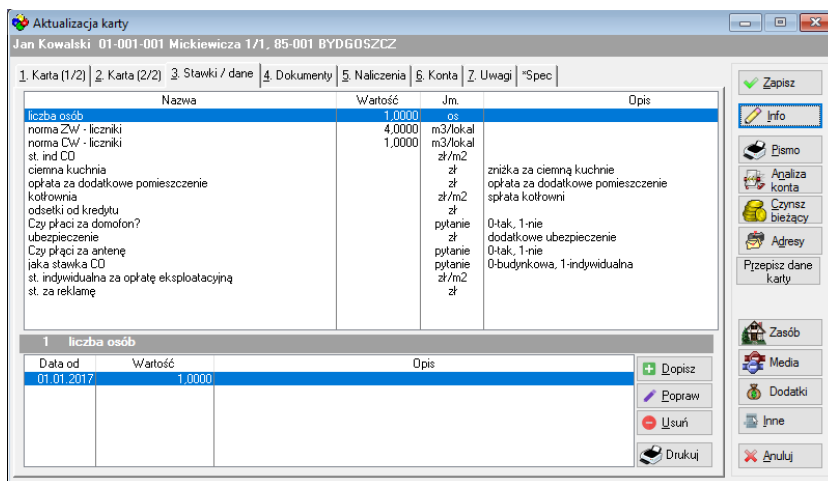 Aktualizacja karty
Jan Kowalski 01-001-001 Mickiewicza 1/1, 85-001 BYDGOSZCZ
1. Karta (1/2) 2. Karta (2/2) 3. Stawki / dane 4. Dokumenty 5. Naliczenia 6. Konta 7. Uwagi *Spec
Nazwa Wartość Jm. Opis
liczba osób 1,0000 os
norma ZW - liczniki 4,0000 m3/lokal
norma CW - liczniki 1,0000 m3/lokal
st. ind CO zł/m2
ciemna kuchnia zł zniżka za ciemną kuchnie
opłata za dodatkowe pomieszczenie zł opłata za dodatkowe pomieszczenie
kotłownia zł/m2 spłata kotłowni
odsetki od kredytu zł
Czy płaci za domofon? pytanie 0-tak, 1-nie
ubezpieczenie zł dodatkowe ubezpieczenie
Czy płąci za antenę pytanie 0-tak, 1-nie
jaka stawka CO pytanie 0-budynkowa, 1-indywidualna
st. indywidualna za opłatę eksploatacyjną zł/m2
st. za reklamę zł
1 liczba osób
Data od Wartość Opis
01.01.2017 1,0000
Dopisz
Popraw
Usuń
Drukuj
Zapisz
Info
Pismo
Analiza
konta
Czynsz
bieżący
Adresy
Przepisz dane
karty
Zasób
Media
Dodatki
Inne
Anuluj